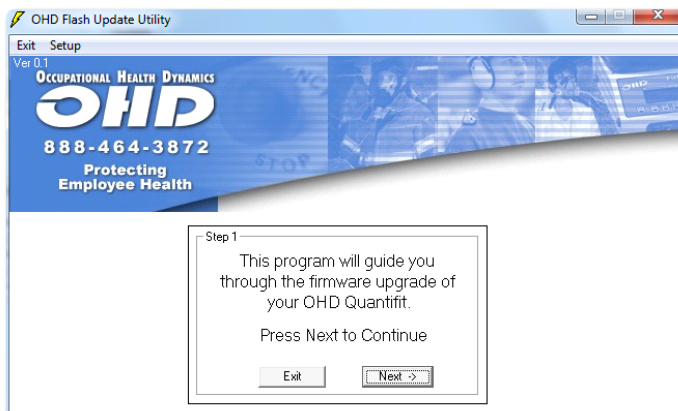 OHD Flash Update Utility
Exit Setup
Ver 0.1
OCCUPATIONAL HEALTH DYNAMICS
OHD
888-464-3872
Protecting
Employee Health
STOP
Step 1
This program will guide you
through the firmware upgrade of
your OHD Quantifit.
Press Next to Continue
Exit
Next ->